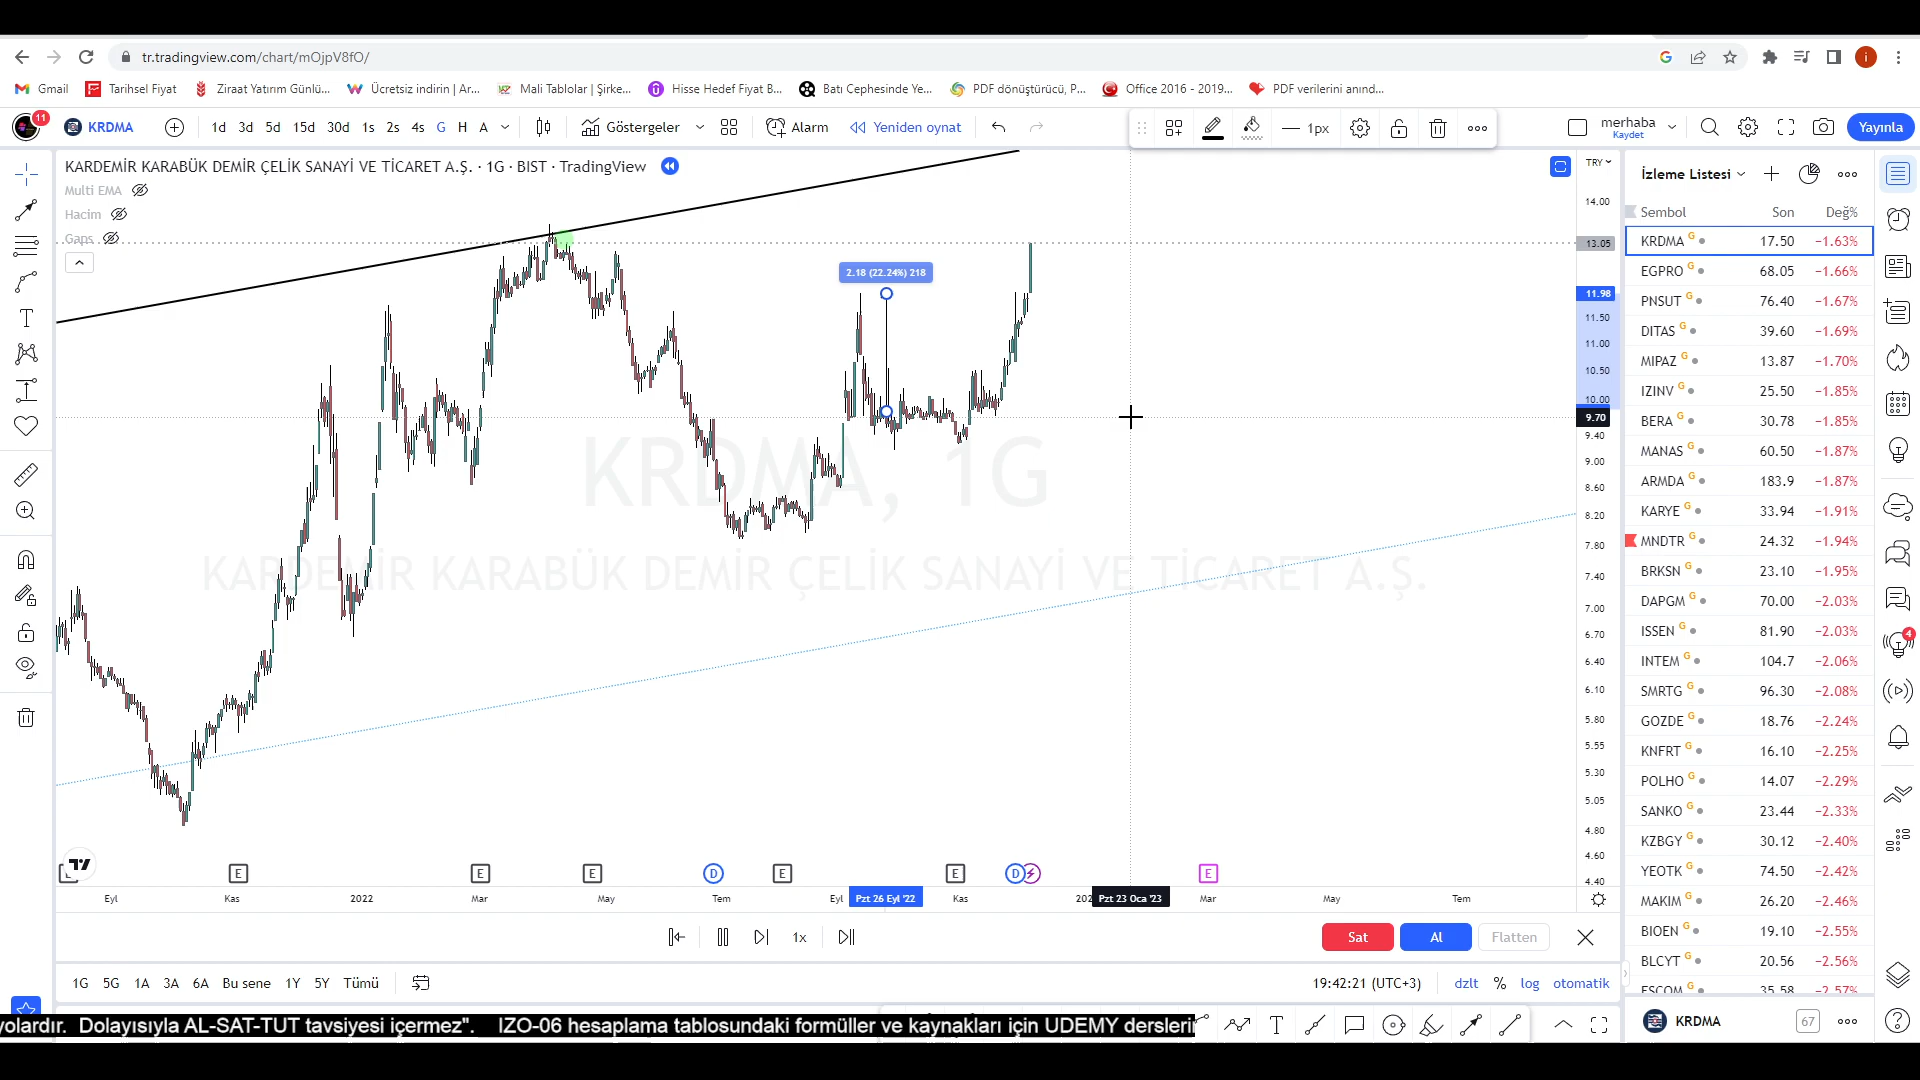 tr.tradingview.com/chart/mOjpV8fO/
Gmail Tarihsel Fiyat Ziraat Yatırım Günlü... Ücretsiz indirin | Ar... Mali Tablolar | Şirke... Hisse Hedef Fiyat B... Batı Cephesinde Ye... PDF dönüştürücü, P... Office 2016 - 2019... PDF verilerini anınd...
11 KRDMA 1d 3d 5d 15d 30d 1s 2s 4s G H A Göstergeler Alarm Yeniden oynat 1px merhaba Kaydet Yayınla
KARDEMİR KARABÜK DEMİR ÇELİK SANAYİ VE TİCARET A.Ş. · 1G · BIST · TradingView
Multi EMA
Hacim
Gaps
TRY
14.00
13.05
11.98
11.50
11.00
10.50
10.00
9.70
9.40
9.00
8.60
8.20
7.80
7.40
7.00
6.70
6.40
6.10
5.80
5.55
5.30
5.05
4.80
4.60
4.40
2.18 (22.24%) 218
KRDMA, 1G
KARDEMİR KARABÜK DEMİR ÇELİK SANAYİ VE TİCARET A.Ş.
E E E D E E D E
Eyl Kas 2022 Mar May Tem Eyl Pzt 26 Eyl '22 Kas 202 Pzt 23 Oca '23 Mar May Tem
1x Sat Al Flatten
1G 5G 1A 3A 6A Bu sene 1Y 5Y Tümü 19:42:21 (UTC+3) dzlt % log otomatik
yolardır. Dolayısıyla AL-SAT-TUT tavsiyesi içermez". IZO-06 hesaplama tablosundaki formüller ve kaynakları için UDEMY derslerin
İzleme Listesi
Sembol Son Değ%
KRDMA G 17.50 −1.63%
EGPRO G 68.05 −1.66%
PNSUT G 76.40 −1.67%
DITAS G 39.60 −1.69%
MIPAZ G 13.87 −1.70%
IZINV G 25.50 −1.85%
BERA G 30.78 −1.85%
MANAS G 60.50 −1.87%
ARMDA G 183.9 −1.87%
KARYE G 33.94 −1.91%
MNDTR G 24.32 −1.94%
BRKSN G 23.10 −1.95%
DAPGM G 70.00 −2.03%
ISSEN G 81.90 −2.03%
INTEM G 104.7 −2.06%
SMRTG G 96.30 −2.08%
GOZDE G 18.76 −2.24%
KNFRT G 16.10 −2.25%
POLHO G 14.07 −2.29%
SANKO G 23.44 −2.33%
KZBGY G 30.12 −2.40%
YEOTK G 74.50 −2.42%
MAKIM G 26.20 −2.46%
BIOEN G 19.10 −2.55%
BLCYT G 20.56 −2.56%
ESCOM G 35.58 −2.57%
KRDMA 67
4